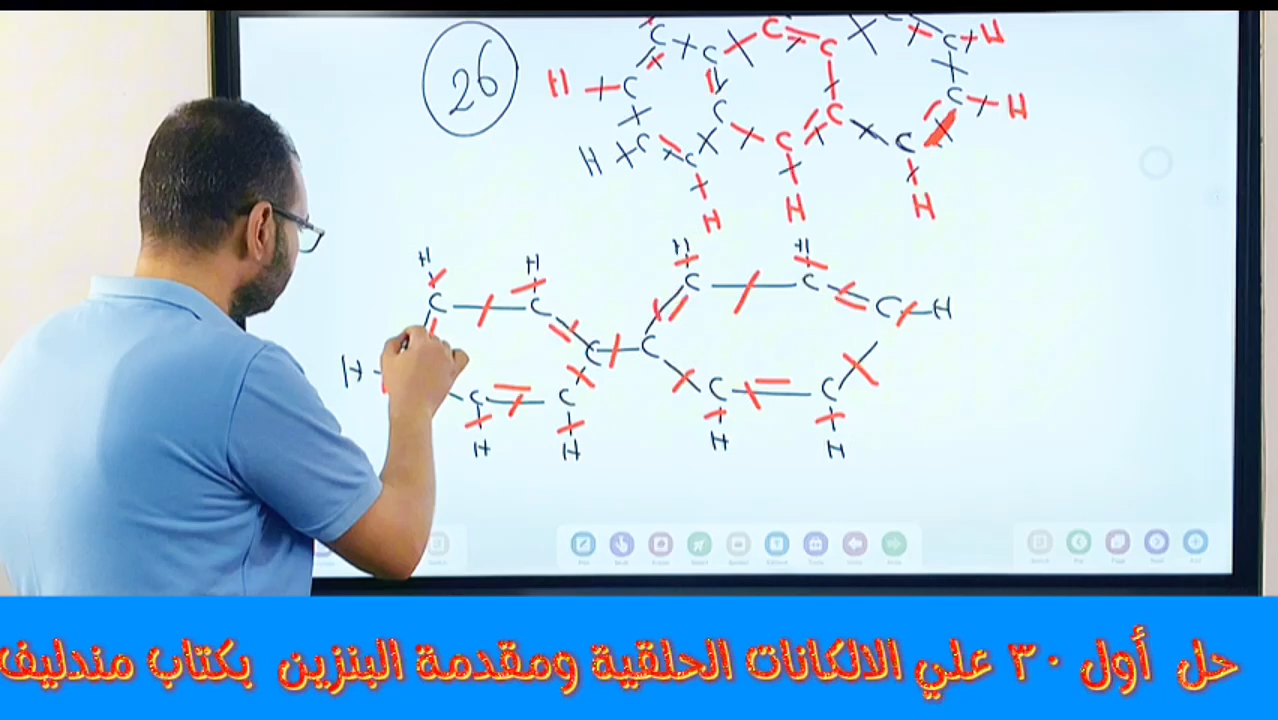 26
C C C C C C H
H C C H
C C
H C C C C
H H H
H H H H
C C C C C H
C C
H C C C C
H H H H
حل أول ٣٠ علي الالكانات الحلقية ومقدمة البنزين بكتاب مندليف